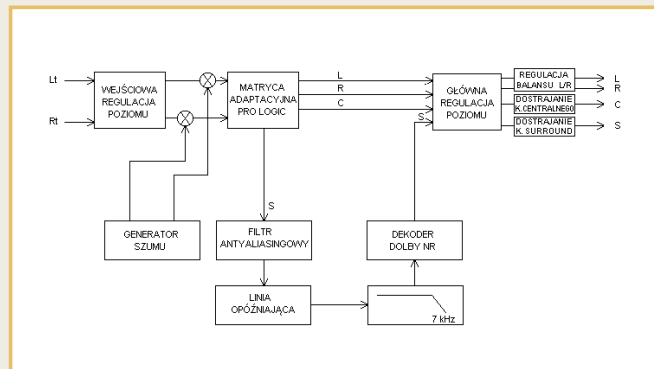 Lt
Rt
WEJŚCIOWA
REGULACJA
POZIOMU
MATRYCA
ADAPTACYJNA
PRO LOGIC
L
R
C
S
GŁÓWNA
REGULACJA
POZIOMU
REGULACJA
BALANSU L/R
DOSTRAJANIE
K.CENTRALNEGO
DOSTRAJANIE
K. SURROUND
L
R
C
S
GENERATOR
SZUMU
S
FILTR
ANTYALIASINGOWY
DEKODER
DOLBY NR
LINIA
OPÓŹNIAJĄCA
7 kHz